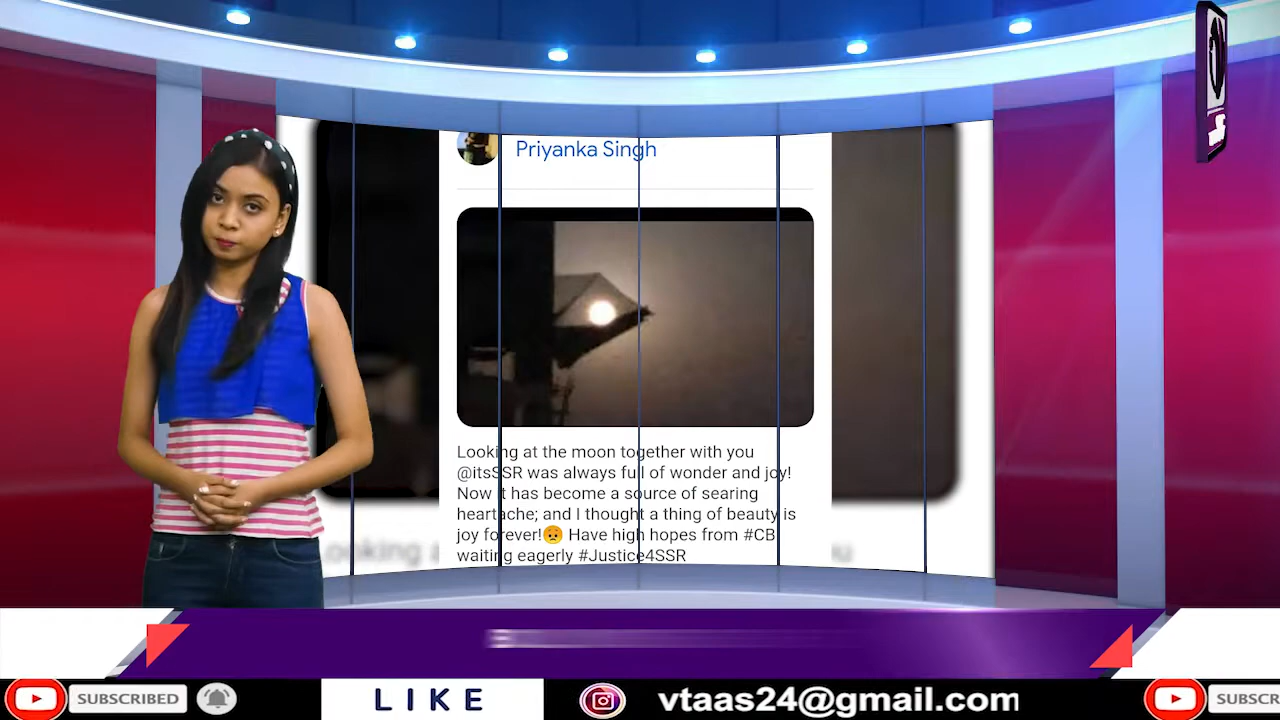 Priyanka Singh
Looking at the moon together with you
@itsSSR was always full of wonder and joy!
Now it has become a source of searing
heartache; and I thought a thing of beauty is
joy forever!😟 Have high hopes from #CB
waiting eagerly #Justice4SSR
SUBSCRIBED
LIKE
vtaas24@gmail.com
SUBSCR